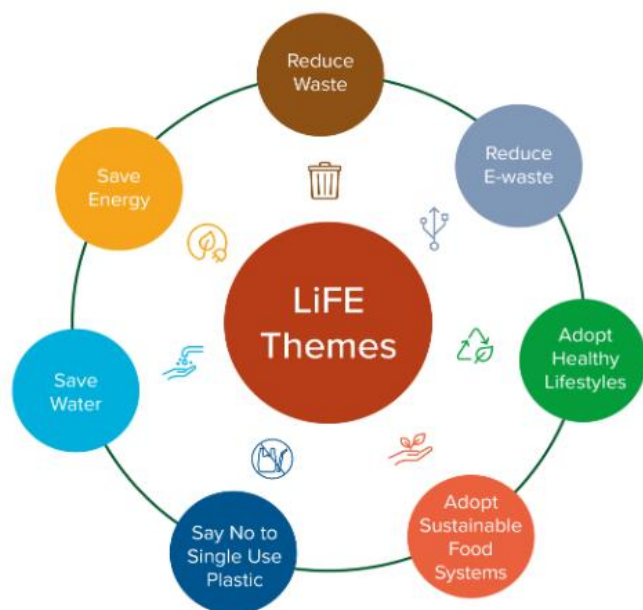 Reduce
Waste
Reduce
E-waste
Save
Energy
LiFE
Themes
Adopt
Healthy
Lifestyles
Save
Water
Adopt
Sustainable
Food
Systems
Say No to
Single Use
Plastic